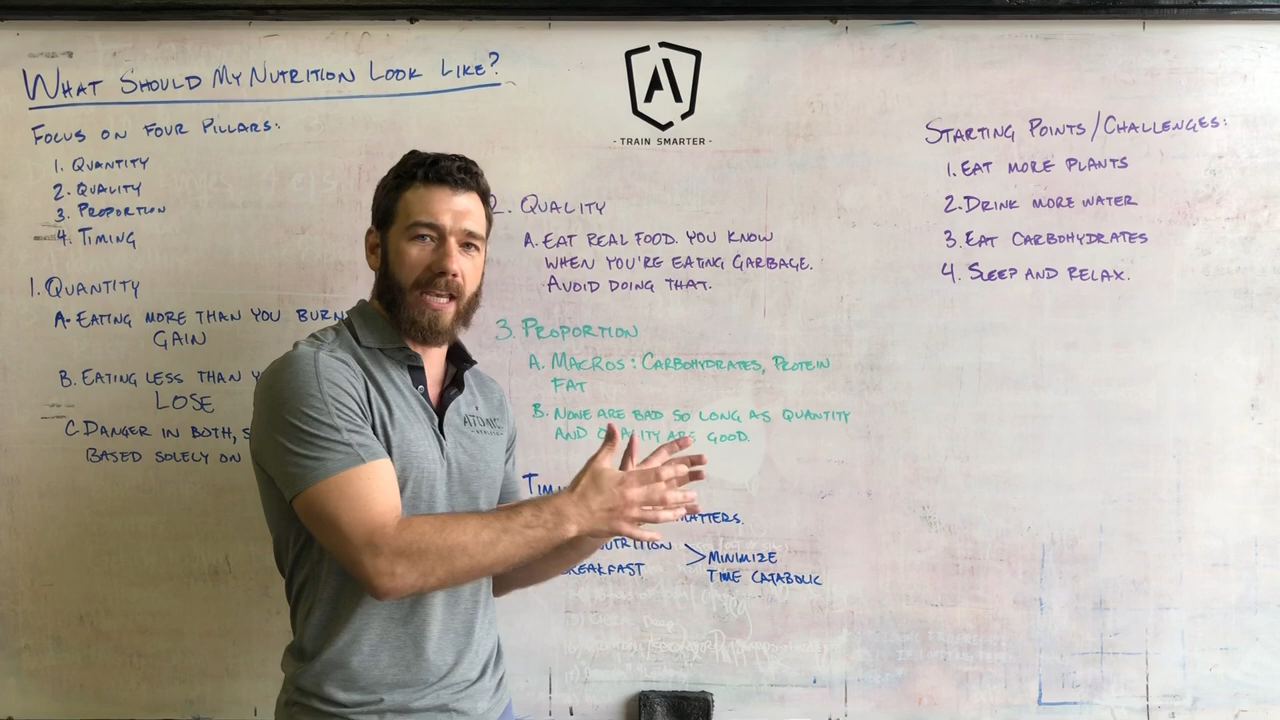 WHAT SHOULD MY NUTRITION LOOK LIKE?
FOCUS ON FOUR PILLARS:
1. QUANTITY
2. QUALITY
3. PROPORTION
4. TIMING
1. QUANTITY
A. EATING MORE THAN YOU BURN
GAIN
B. EATING LESS THAN
LOSE
C. DANGER IN BOTH,
BASED SOLELY ON
- TRAIN SMARTER -
2. QUALITY
A. EAT REAL FOOD. YOU KNOW
WHEN YOU'RE EATING GARBAGE.
AVOID DOING THAT.
3. PROPORTION
A. MACROS: CARBOHYDRATES, PROTEIN
FAT
B. NONE ARE BAD SO LONG AS QUANTITY
AND QUALITY ARE GOOD.
MATTERS.
NUTRITION
BREAKFAST
> MINIMIZE
TIME CATABOLIC
STARTING POINTS/CHALLENGES:
1. EAT MORE PLANTS
2. DRINK MORE WATER
3. EAT CARBOHYDRATES
4. SLEEP AND RELAX.
ATOMIC